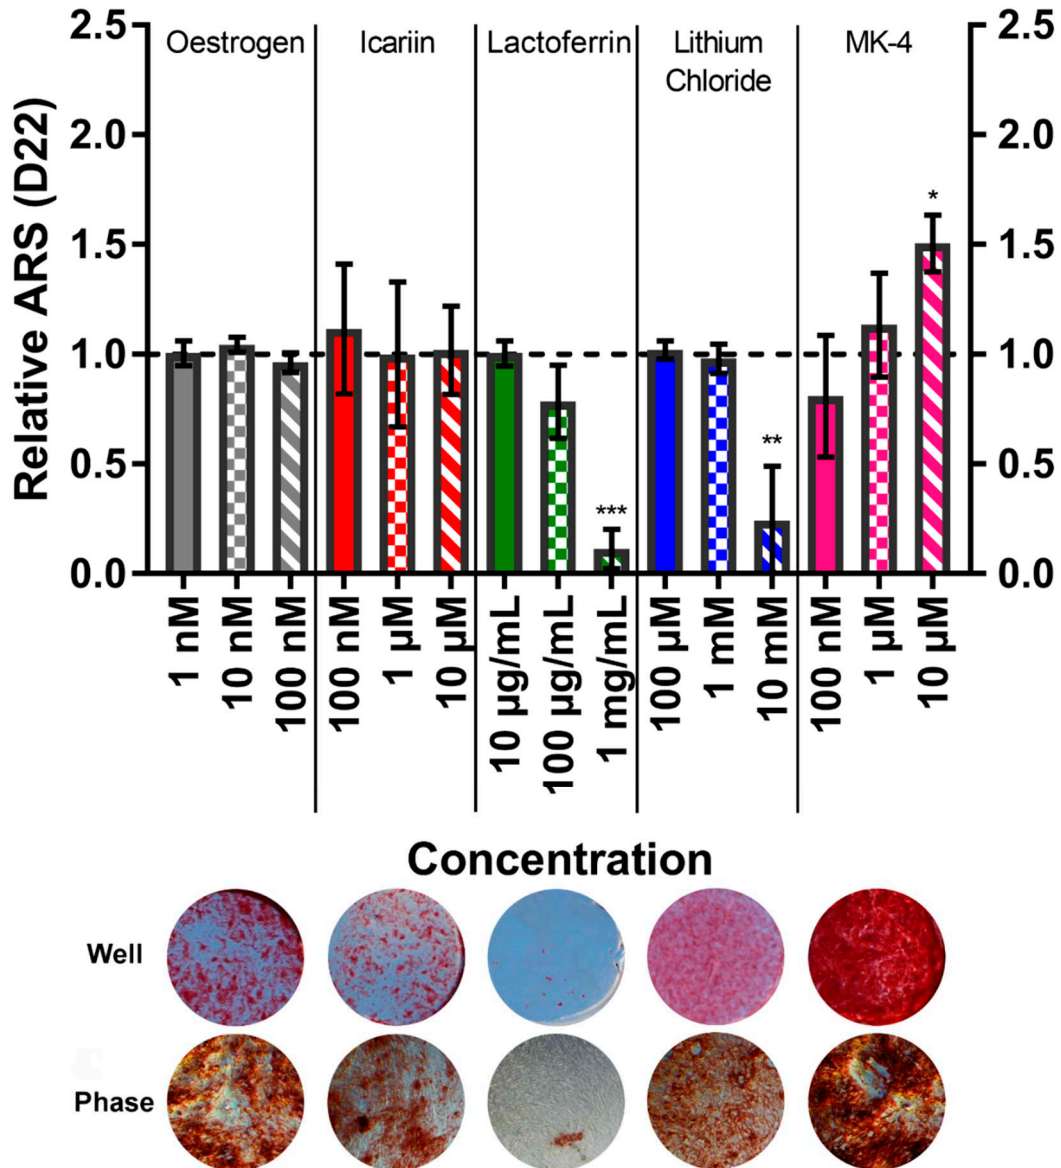 2.5
2.0
1.5
1.0
0.5
0.0
Relative ARS (D22)
Oestrogen
Icariin
Lactoferrin
Lithium
Chloride
MK-4
***
**
*
2.5
2.0
1.5
1.0
0.5
0.0
1 nM
10 nM
100 nM
100 nM
1 µM
10 µM
10 µg/mL
100 µg/mL
1 mg/mL
100 µM
1 mM
10 mM
100 nM
1 µM
10 µM
Concentration
Well
Phase